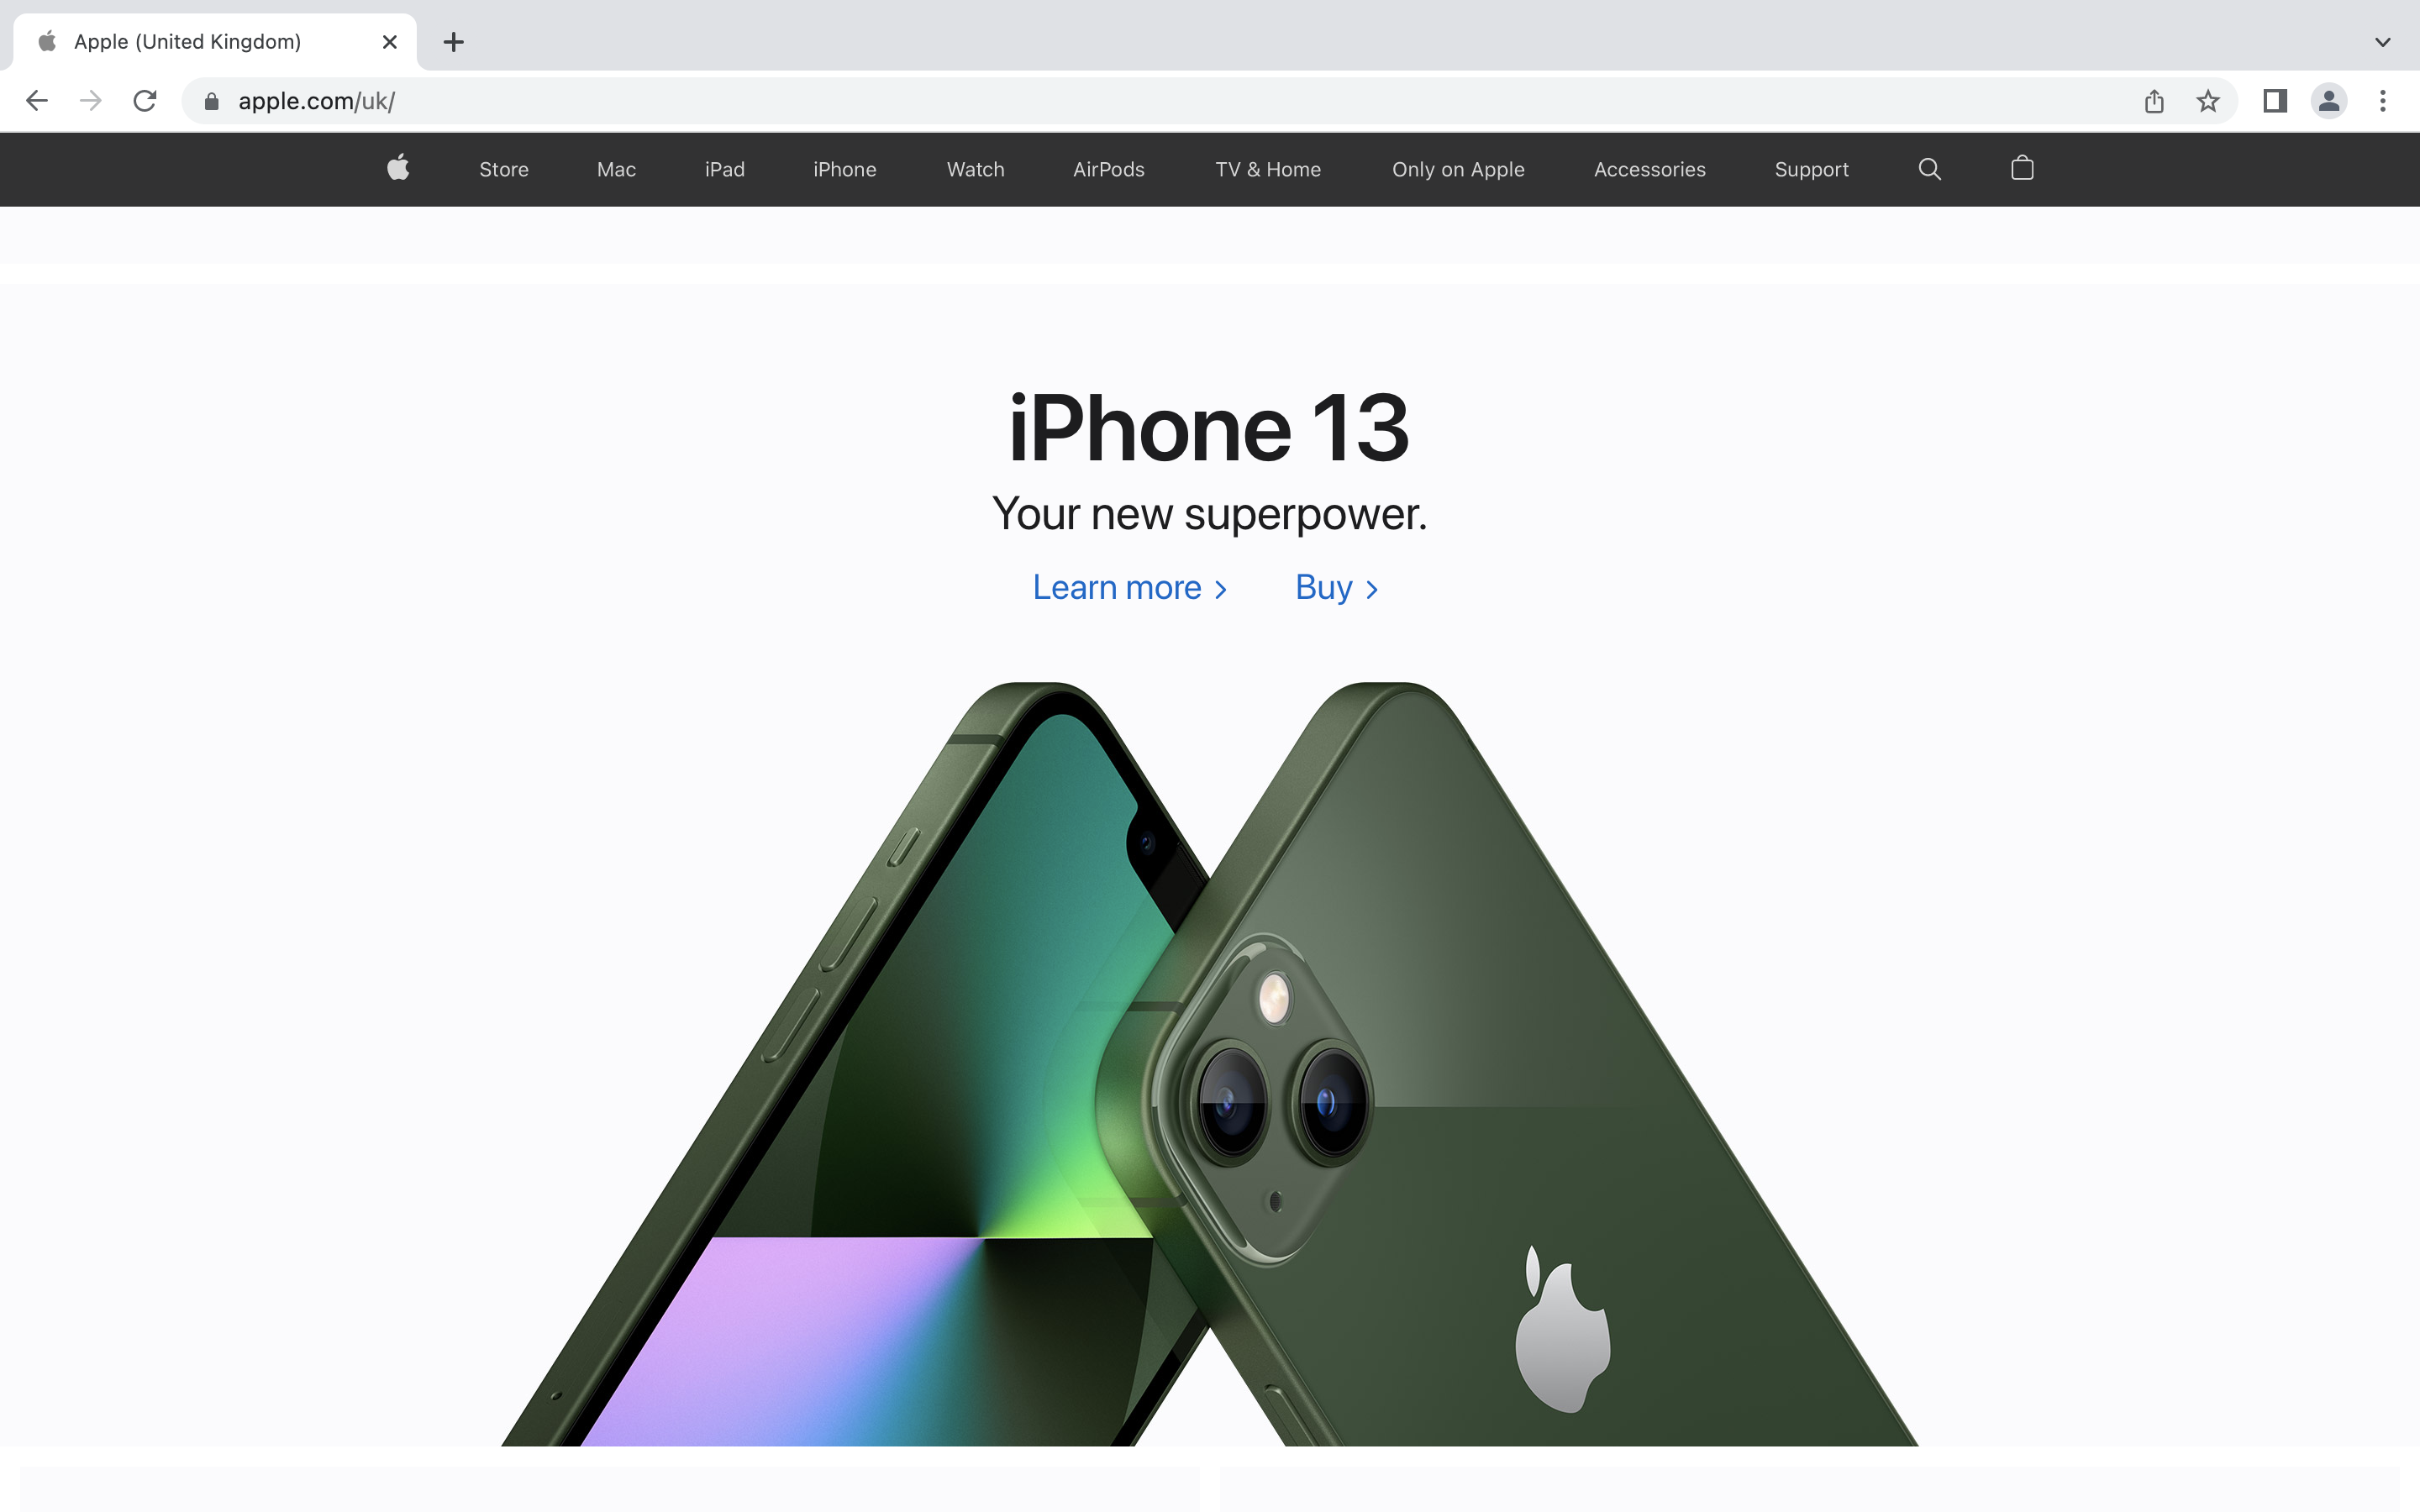 Apple (United Kingdom)
apple.com/uk/
Store Mac iPad iPhone Watch AirPods TV & Home Only on Apple Accessories Support
iPhone 13
Your new superpower.
Learn more > Buy >